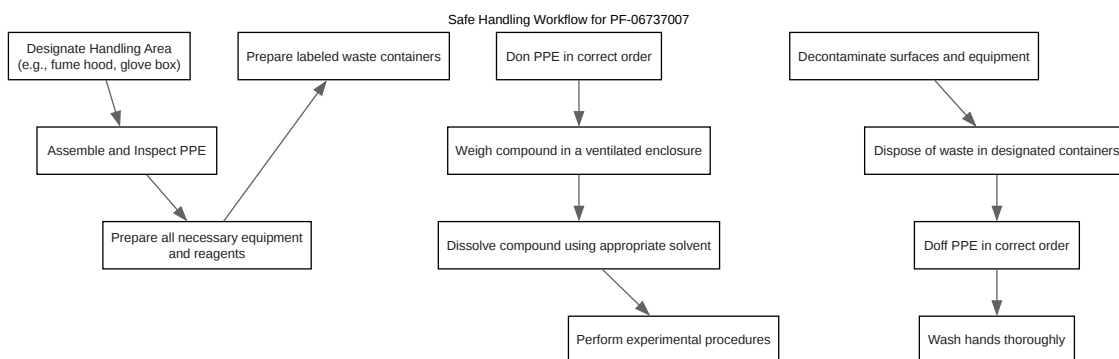 Safe Handling Workflow for PF-06737007
Designate Handling Area
(e.g., fume hood, glove box)
Assemble and Inspect PPE
Prepare all necessary equipment
and reagents
Prepare labeled waste containers
Don PPE in correct order
Weigh compound in a ventilated enclosure
Dissolve compound using appropriate solvent
Perform experimental procedures
Decontaminate surfaces and equipment
Dispose of waste in designated containers
Doff PPE in correct order
Wash hands thoroughly